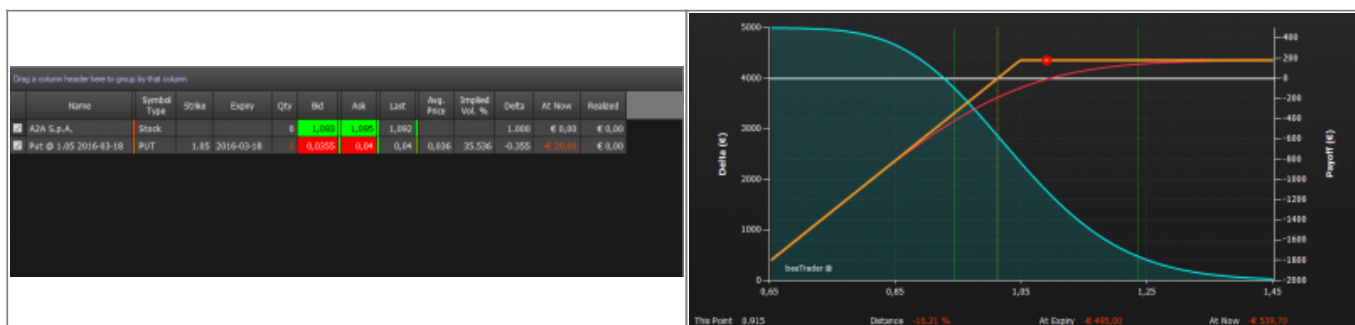 Drag a column header here to group by that column
Name Symbol Type Strike Expiry Qty Bid Ask Last Avg. Price Implied Vol. % Delta At Now Realized
A2A S.p.A. Stock 0 1,093 1,095 1,092 1.000 € 0,00 € 0,00
Put @ 1.05 2016-03-18 PUT 1.05 2016-03-18 -1 0,0355 0,04 0,04 0,036 35.536 -0.355 -€ 20,00 € 0,00
5000
4000
3000
2000
1000
0
Delta (€)
400
200
0
-200
-400
-600
-800
-1000
-1200
-1400
-1600
-1800
-2000
Payoff (€)
beeTrader ®
0,65 0,85 1,05 1,25 1,45
This Point 0.915 Distance -16.21 % At Expiry -€ 495,00 At Now -€ 539,70